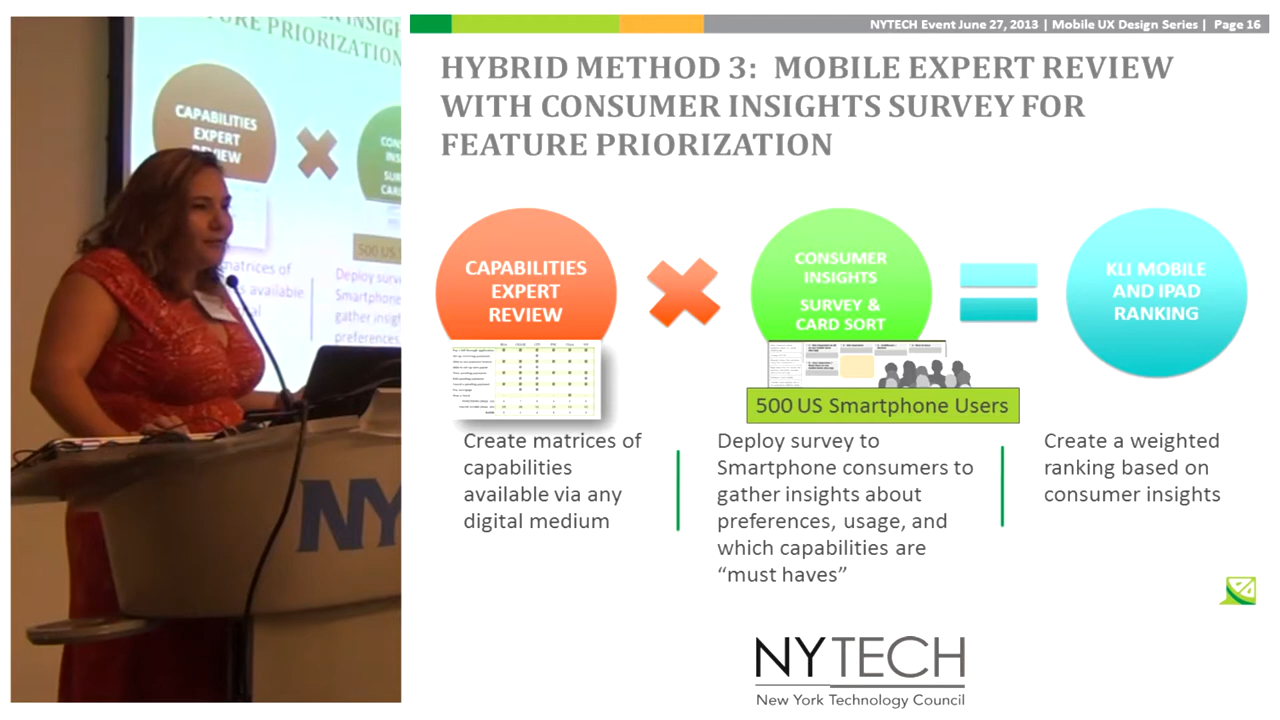 NYTECH Event June 27, 2013 | Mobile UX Design Series | Page 16
HYBRID METHOD 3: MOBILE EXPERT REVIEW
WITH CONSUMER INSIGHTS SURVEY FOR
FEATURE PRIORIZATION
CAPABILITIES
EXPERT
REVIEW
CONSUMER
INSIGHTS
SURVEY &
CARD SORT
KLI MOBILE
AND IPAD
RANKING
500 US Smartphone Users
Create matrices of
capabilities
available via any
digital medium
Deploy survey to
Smartphone consumers to
gather insights about
preferences, usage, and
which capabilities are
“must haves”
Create a weighted
ranking based on
consumer insights
NYTECH
New York Technology Council
PRIORIZATION
CAPABILITIES
EXPERT
matrices of
available
Deploy surv
Smartphone
gather insig
preferences
500 US
NY